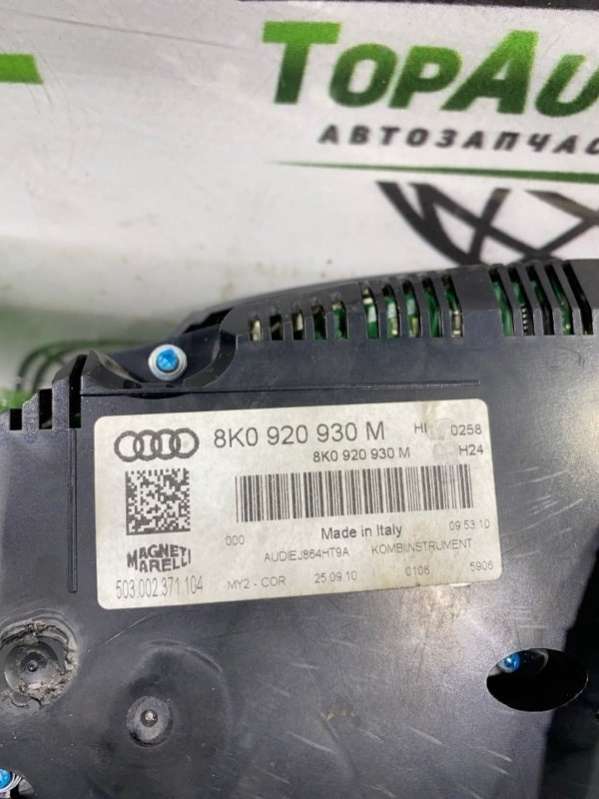 TOPAU
АВТОЗАПЧАС
8K0 920 930 M HI 0258
8K0 920 930 M H24
000 Made in Italy 09 53 10
AUDIEJ864HT9A KOMBIINSTRUMENT
MAGNETI
MARELLI
503.002.371.104 MY2 - COR 25.09.10 0106 5906